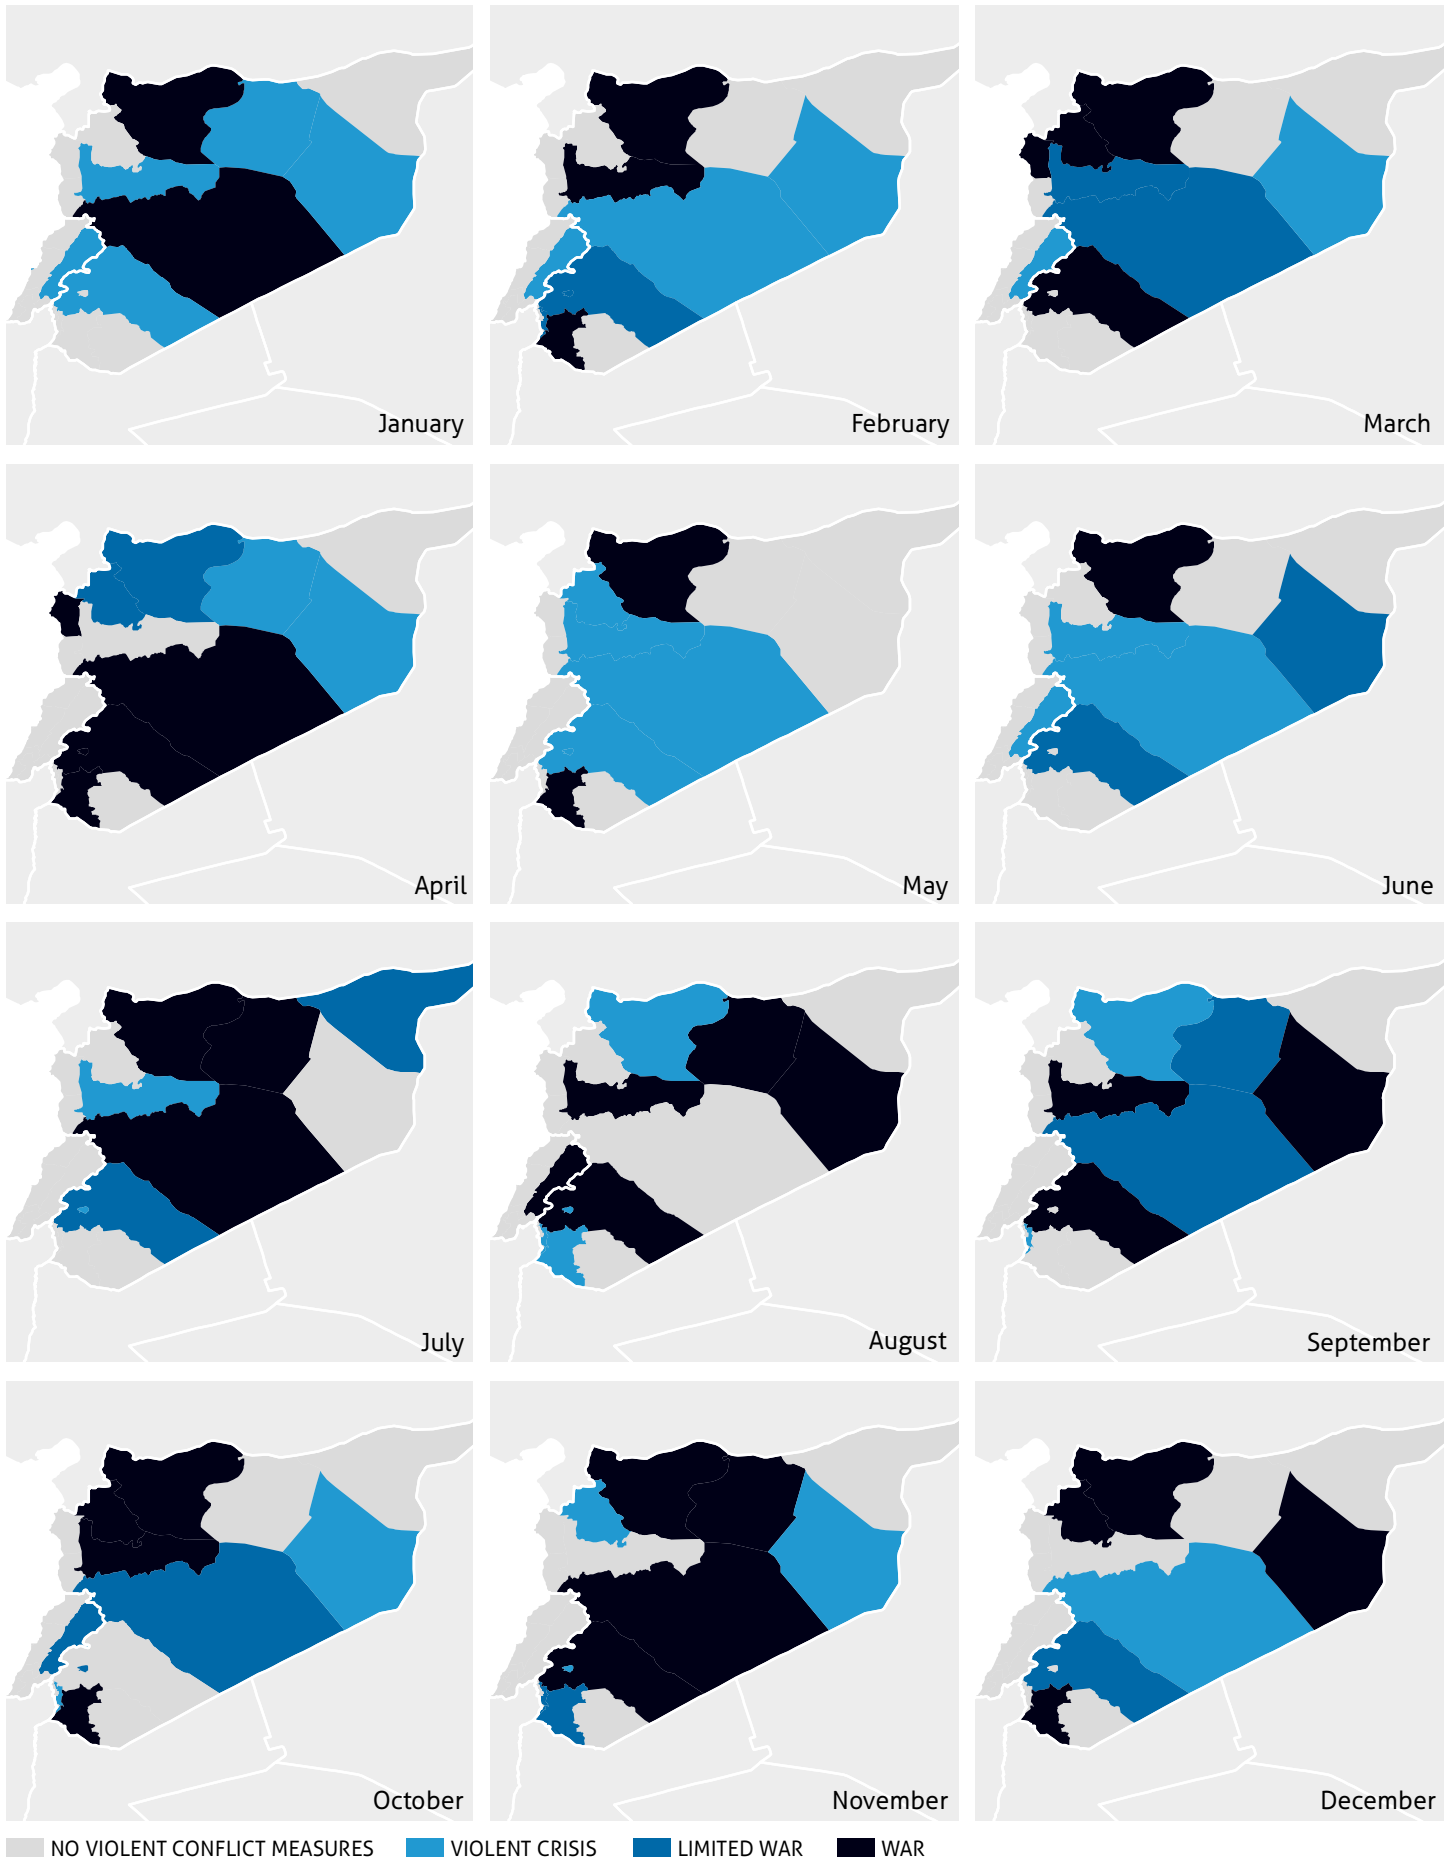 January
February
March
April
May
June
July
August
September
October
November
December
NO VIOLENT CONFLICT MEASURES
VIOLENT CRISIS
LIMITED WAR
WAR